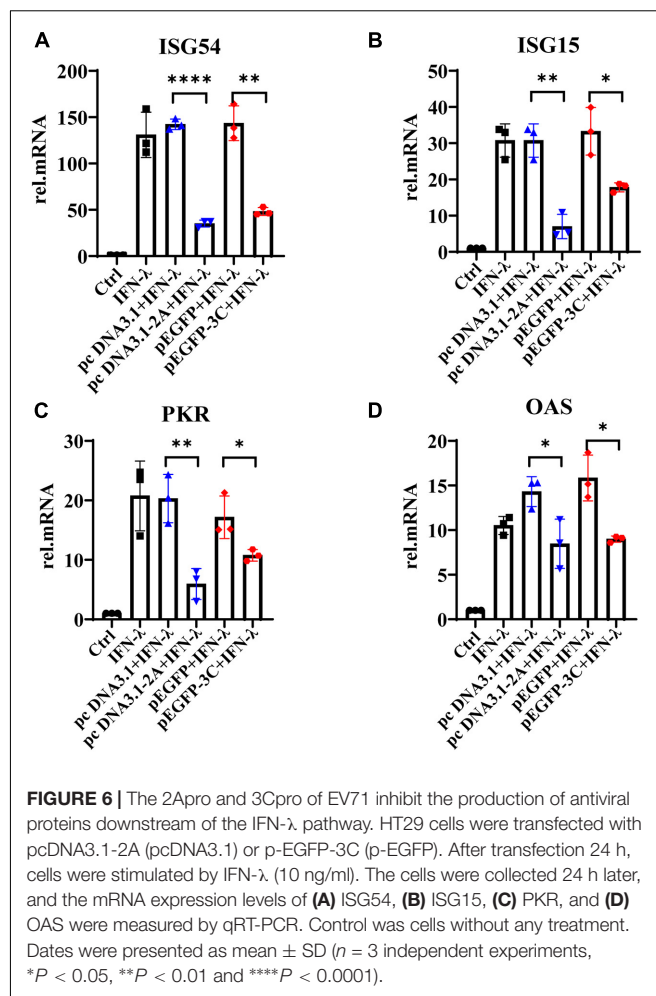 A
ISG54
rel.mRNA
200
150
100
50
0
**** **
Ctrl
IFN-λ
pc DNA3.1+IFN-λ
pc DNA3.1-2A+IFN-λ
pEGFP+IFN-λ
pEGFP-3C+IFN-λ
B
ISG15
rel.mRNA
50
40
30
20
10
0
** *
Ctrl
IFN-λ
pc DNA3.1+IFN-λ
pc DNA3.1-2A+IFN-λ
pEGFP+IFN-λ
pEGFP-3C+IFN-λ
C
PKR
rel.mRNA
30
20
10
0
** *
Ctrl
IFN-λ
pc DNA3.1+IFN-λ
pc DNA3.1-2A+IFN-λ
pEGFP+IFN-λ
pEGFP-3C+IFN-λ
D
OAS
rel.mRNA
20
15
10
5
0
* *
Ctrl
IFN-λ
pc DNA3.1+IFN-λ
pc DNA3.1-2A+IFN-λ
pEGFP+IFN-λ
pEGFP-3C+IFN-λ
FIGURE 6 | The 2Apro and 3Cpro of EV71 inhibit the production of antiviral
proteins downstream of the IFN-λ pathway. HT29 cells were transfected with
pcDNA3.1-2A (pcDNA3.1) or p-EGFP-3C (p-EGFP). After transfection 24 h,
cells were stimulated by IFN-λ (10 ng/ml). The cells were collected 24 h later,
and the mRNA expression levels of (A) ISG54, (B) ISG15, (C) PKR, and (D)
OAS were measured by qRT-PCR. Control was cells without any treatment.
Dates were presented as mean ± SD (n = 3 independent experiments,
*P < 0.05, **P < 0.01 and ****P < 0.0001).